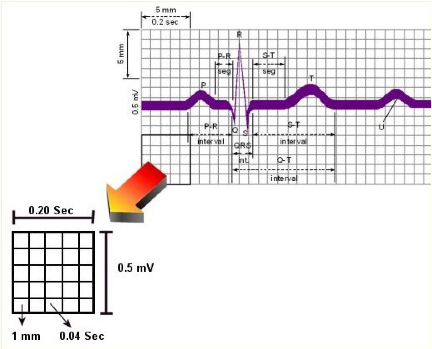 5 mm
0.2 sec
5 mm
0.5 mV
R
P-R
seg
S-T
seg
P
T
Q
S
U
P-R
interval
S-T
interval
QRS
int.
Q-T
interval
0.20 Sec
0.5 mV
1 mm
0.04 Sec